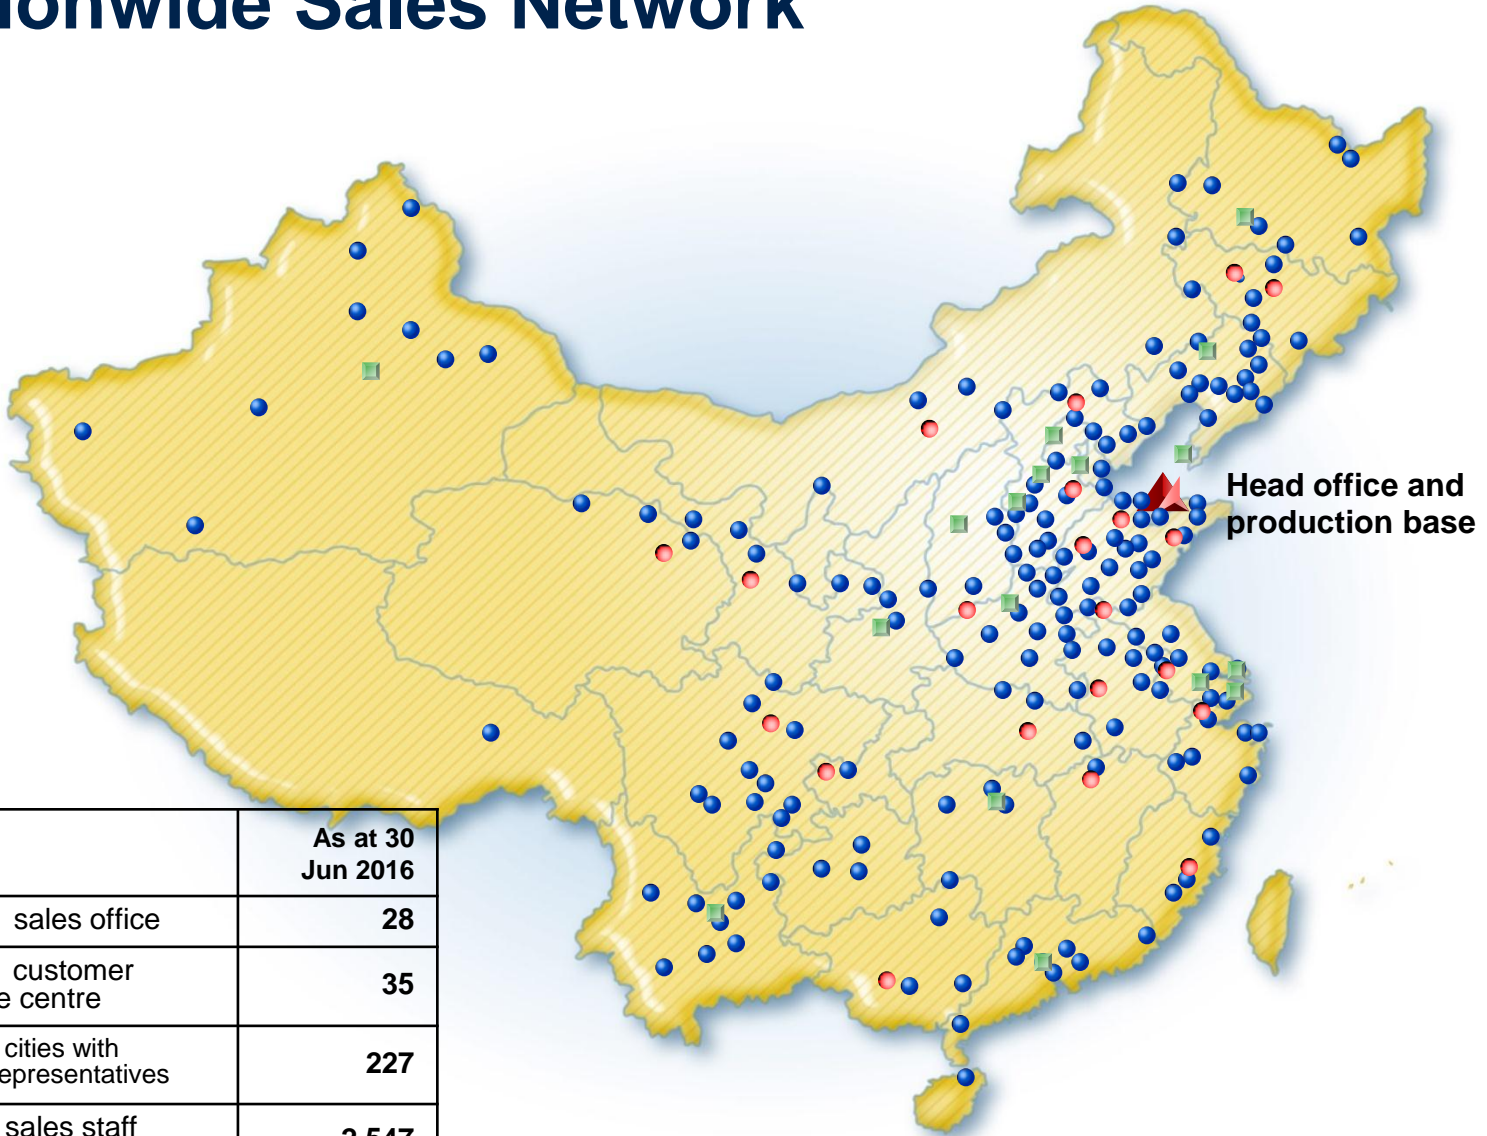 onwide Sales Network
Head office and
production base
As at 30
Jun 2016
sales office 28
customer
e centre 35
cities with
epresentatives 227
sales staff